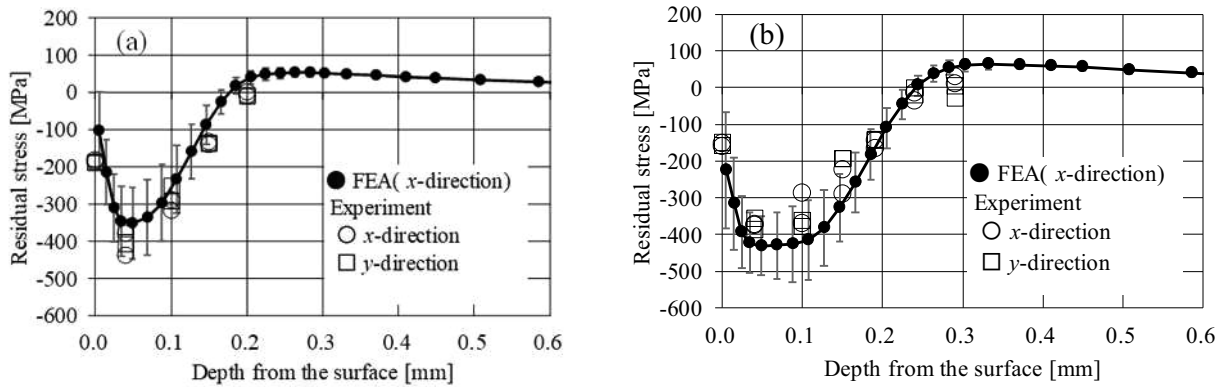 (a)
Residual stress [MPa]
200
100
0
-100
-200
-300
-400
-500
-600
FEA( x-direction)
Experiment
x-direction
y-direction
0.0 0.1 0.2 0.3 0.4 0.5 0.6
Depth from the surface [mm]
(b)
Residual stress [MPa]
200
100
0
-100
-200
-300
-400
-500
-600
FEA( x-direction)
Experiment
x-direction
y-direction
0.0 0.1 0.2 0.3 0.4 0.5 0.6
Depth from the surface [mm]